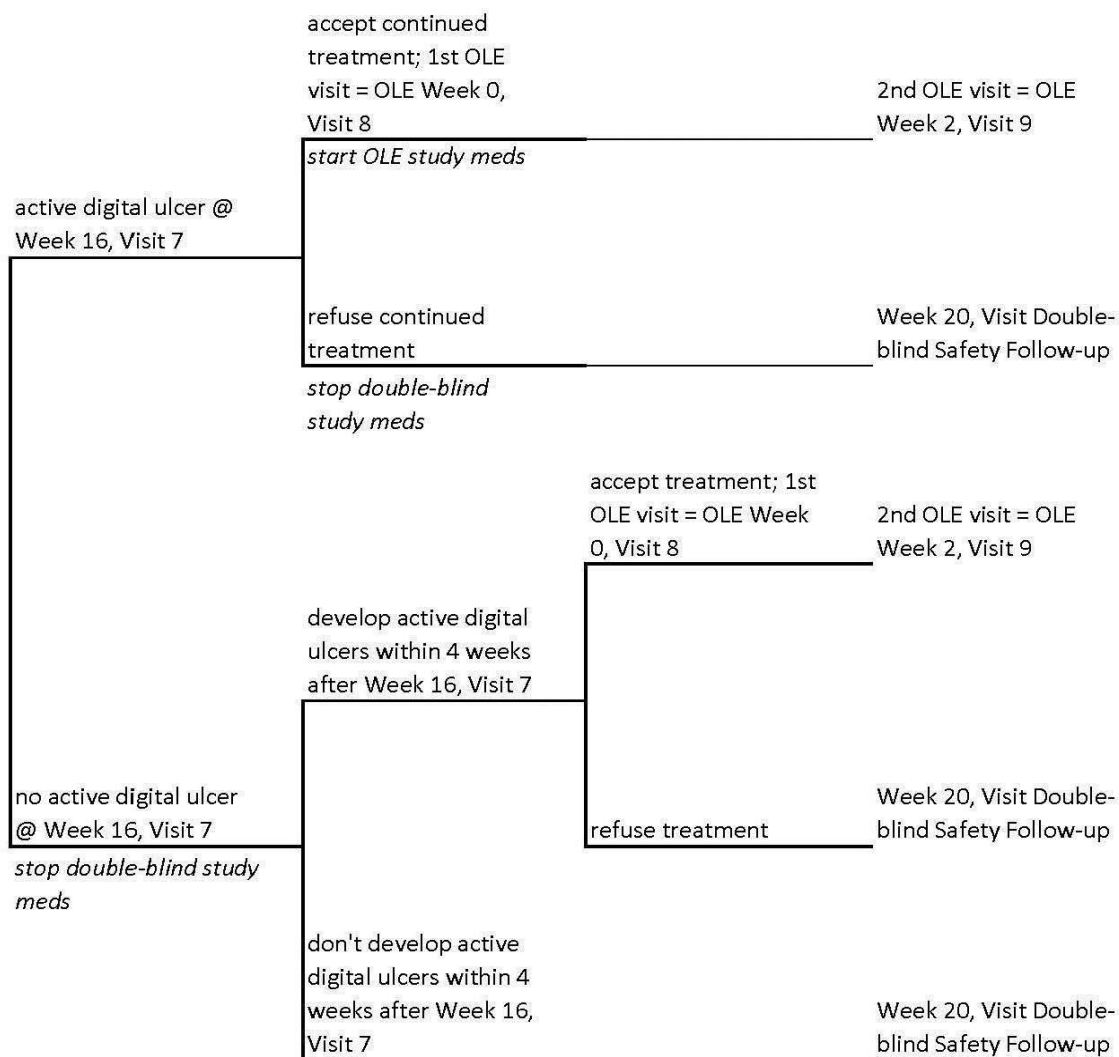 accept continued
treatment; 1st OLE
visit = OLE Week 0,
Visit 8
start OLE study meds
2nd OLE visit = OLE
Week 2, Visit 9
active digital ulcer @
Week 16, Visit 7
refuse continued
treatment
stop double-blind
study meds
Week 20, Visit Double-
blind Safety Follow-up
accept treatment; 1st
OLE visit = OLE Week
0, Visit 8
2nd OLE visit = OLE
Week 2, Visit 9
develop active digital
ulcers within 4 weeks
after Week 16, Visit 7
no active digital ulcer
@ Week 16, Visit 7
stop double-blind study
meds
refuse treatment
Week 20, Visit Double-
blind Safety Follow-up
don't develop active
digital ulcers within 4
weeks after Week 16,
Visit 7
Week 20, Visit Double-
blind Safety Follow-up